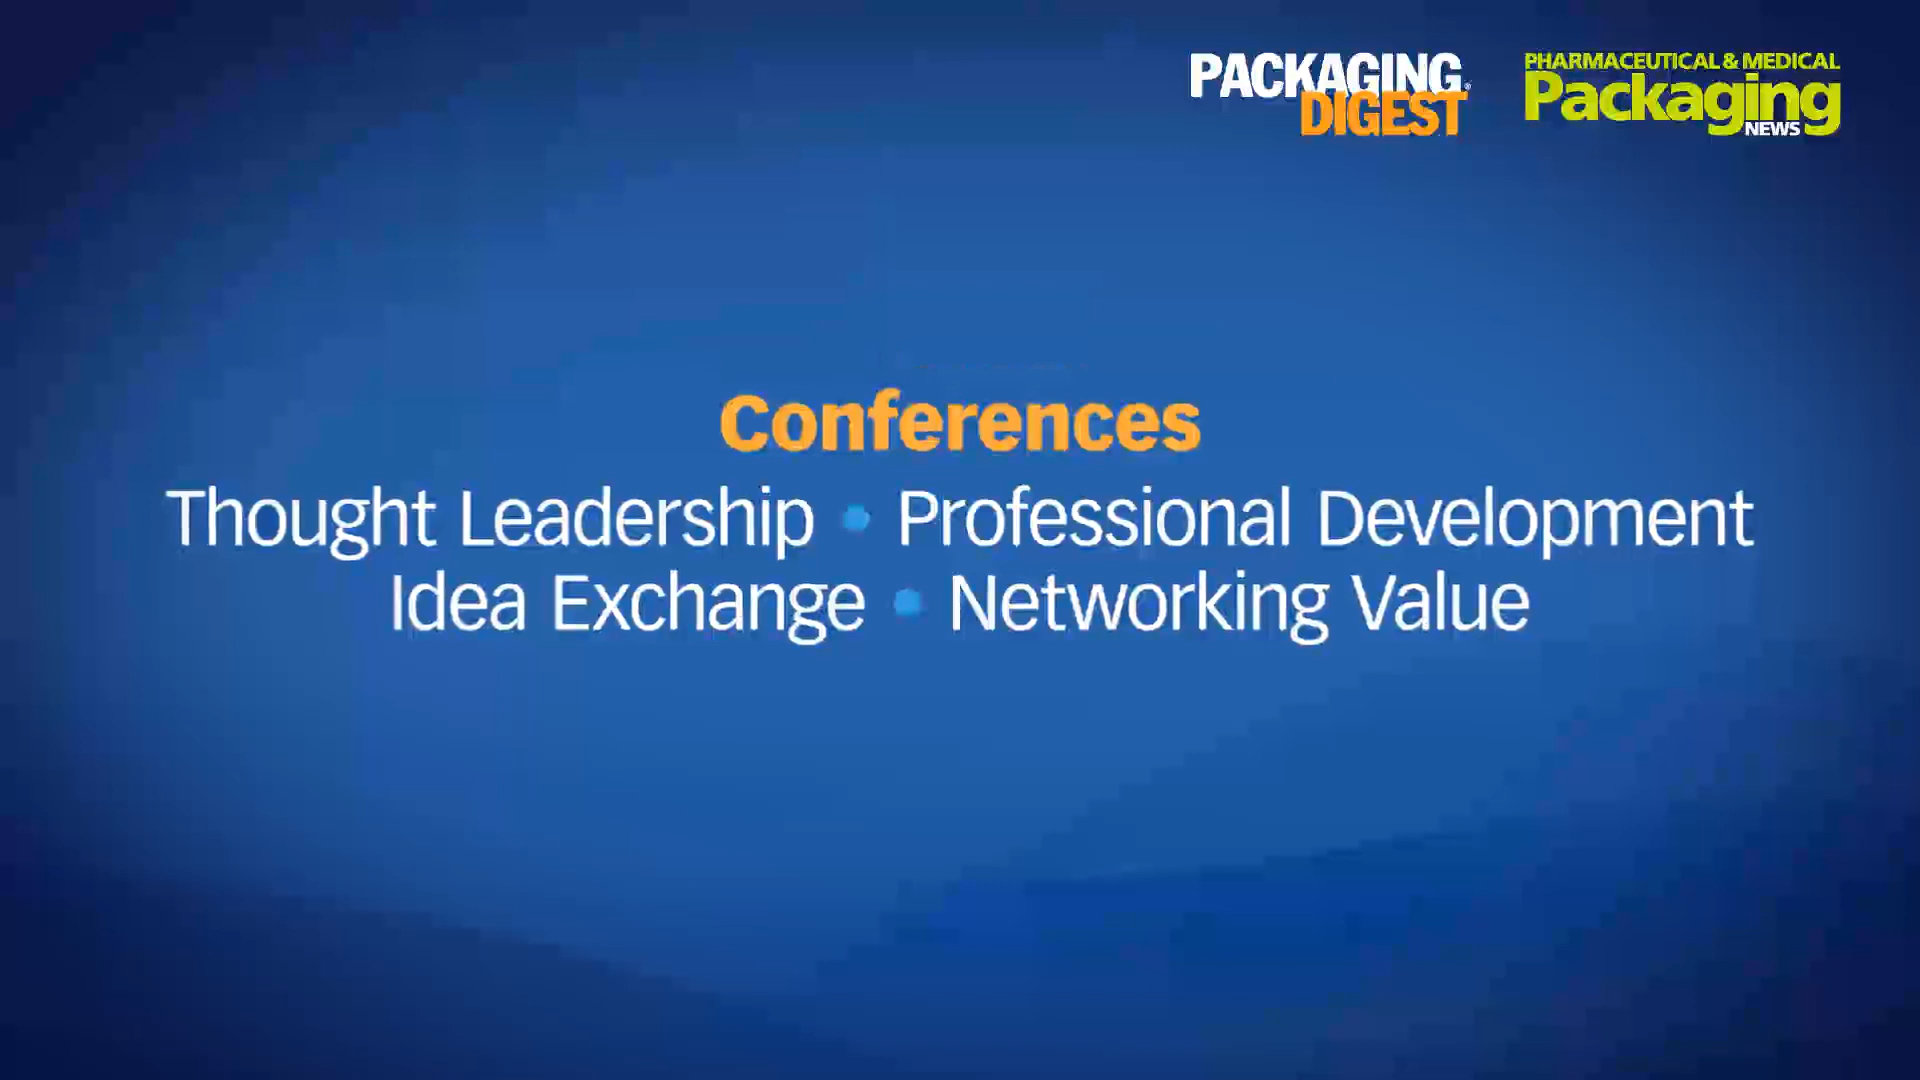 PACKAGING
DIGEST
PHARMACEUTICAL & MEDICAL
Packaging
NEWS
Conferences
Thought Leadership • Professional Development
Idea Exchange • Networking Value